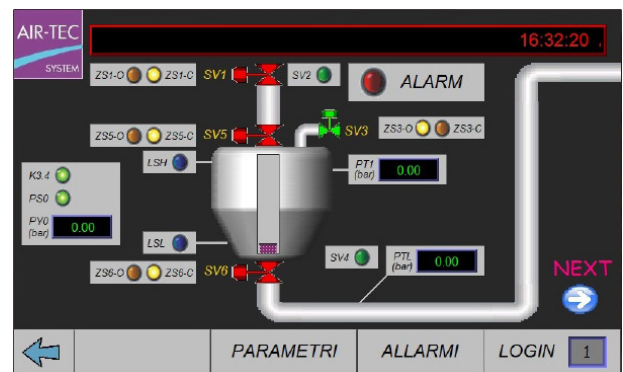 AIR-TEC
SYSTEM
16:32:20 .
ZS1-O ZS1-C SV1 SV2 ALARM
ZS5-O ZS5-C SV5 SV3 ZS3-O ZS3-C
LSH
PT1
(bar) 0.00
K3.4
PS0
PY0
(bar) 0.00
LSL
SV4
PTL
(bar) 0.00
ZS6-O ZS6-C SV6
NEXT
PARAMETRI ALLARMI LOGIN 1